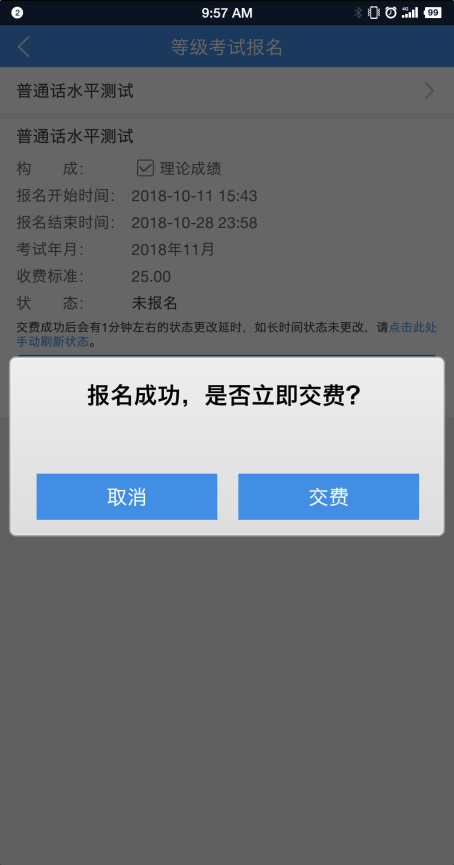 2
9:57 AM
4G
99
等级考试报名
普通话水平测试
普通话水平测试
构 成： 理论成绩
报名开始时间： 2018-10-11 15:43
报名结束时间： 2018-10-28 23:58
考试年月： 2018年11月
收费标准： 25.00
状 态： 未报名
交费成功后会有1分钟左右的状态更改延时，如长时间状态未更改，请点击此处
手动刷新状态。
报名成功，是否立即交费？
取消
交费